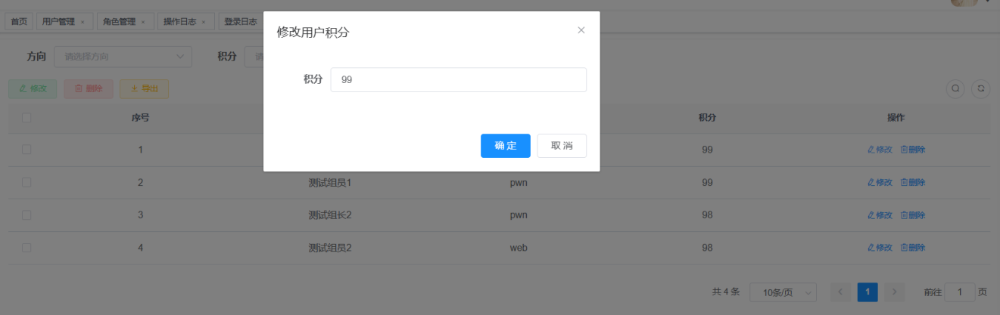 首页 用户管理 × 角色管理 × 操作日志 × 登录日志
修改用户积分 ×
方向 请选择方向 积分 请
积分 99
修改 删除 导出
序号 积分 操作
确定 取消
1 99 修改 删除
2 测试组员1 pwn 99 修改 删除
3 测试组长2 pwn 98 修改 删除
4 测试组员2 web 98 修改 删除
共 4 条 10条/页 < 1 > 前往 1 页